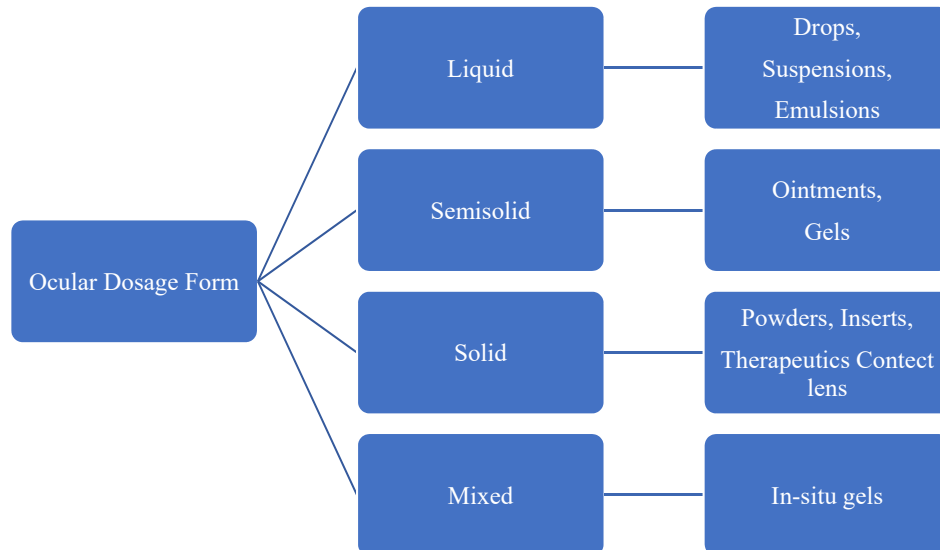 Ocular Dosage Form
Liquid
Drops,
Suspensions,
Emulsions
Semisolid
Ointments,
Gels
Solid
Powders, Inserts,
Therapeutics Contect
lens
Mixed
In-situ gels